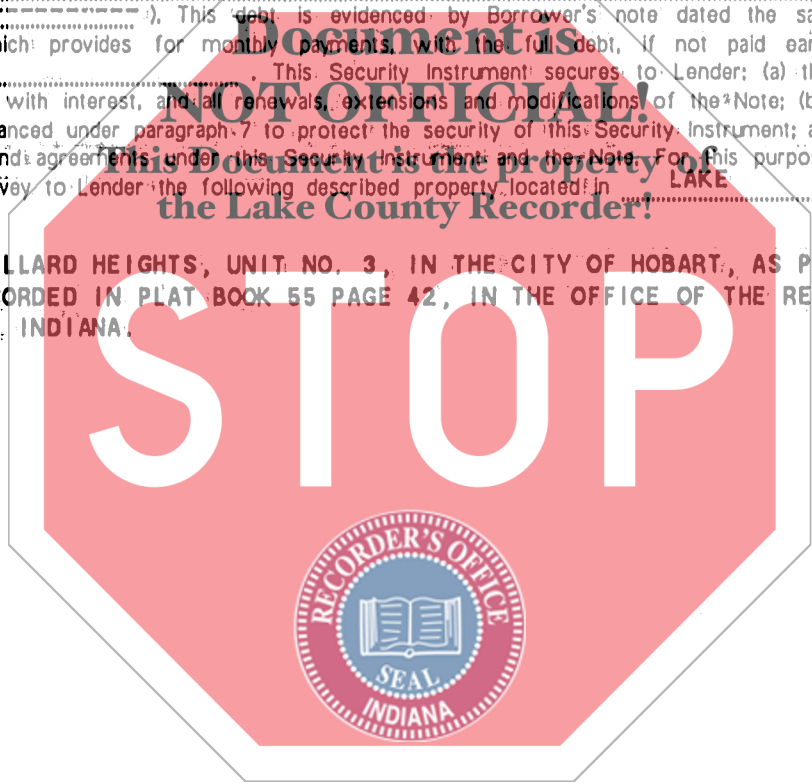 ). This debt is evidenced by Borrower's note dated the sa
Document is
ich provides for monthly payments, with the full debt, if not paid ear
. This Security Instrument secures to Lender: (a) th
NOT OFFICIAL!
with interest, and all renewals, extensions and modifications of the Note; (b
anced under paragraph 7 to protect the security of this Security Instrument; a
This Document is the property of
nd agreements under this Security Instrument and the Note. For this purpo
vey to Lender the following described property located in LAKE
the Lake County Recorder!
LLARD HEIGHTS, UNIT NO. 3, IN THE CITY OF HOBART, AS P
ORDED IN PLAT BOOK 55 PAGE 42, IN THE OFFICE OF THE RE
INDIANA.
STOP
RECORDER'S OFFICE
SEAL
INDIANA